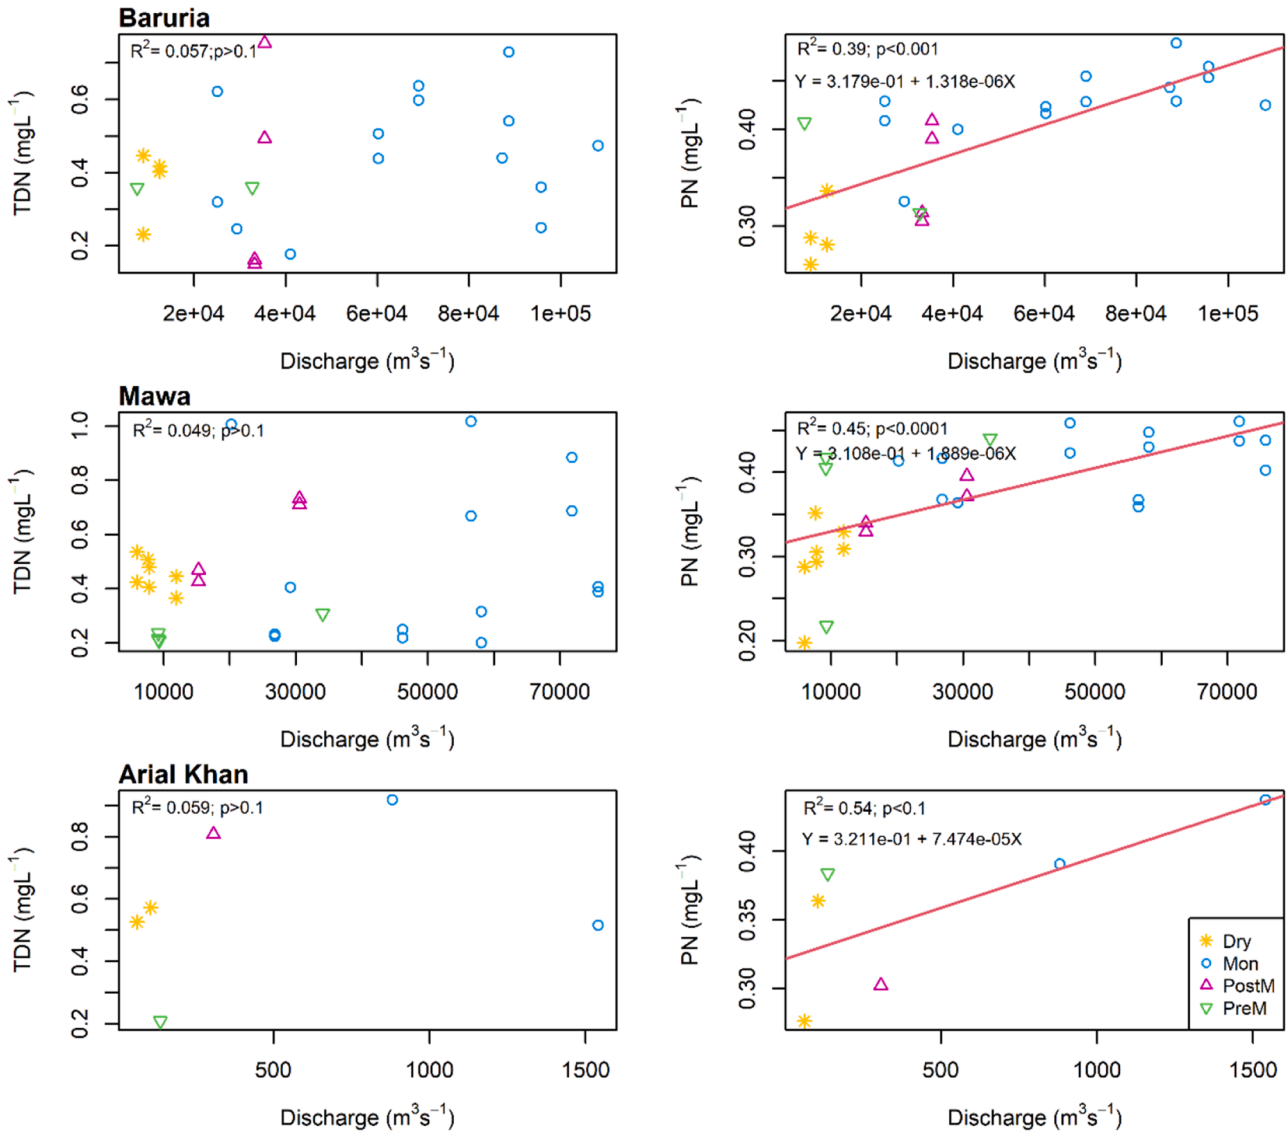 Baruria
R²= 0.057;p>0.1
TDN (mgL⁻¹)
0.2 0.4 0.6
2e+04 4e+04 6e+04 8e+04 1e+05
Discharge (m³s⁻¹)
R²= 0.39; p<0.001
Y = 3.179e-01 + 1.318e-06X
PN (mg⁻¹)
0.30 0.40
2e+04 4e+04 6e+04 8e+04 1e+05
Discharge (m³s⁻¹)
Mawa
R²= 0.049; p>0.1
TDN (mgL⁻¹)
0.2 0.4 0.6 0.8 1.0
10000 30000 50000 70000
Discharge (m³s⁻¹)
R²= 0.45; p<0.0001
Y = 3.108e-01 + 1.889e-06X
PN (mgL⁻¹)
0.20 0.30 0.40
10000 30000 50000 70000
Discharge (m³s⁻¹)
Arial Khan
R²= 0.059; p>0.1
TDN (mgL⁻¹)
0.2 0.4 0.6 0.8
500 1000 1500
Discharge (m³s⁻¹)
R²= 0.54; p<0.1
Y = 3.211e-01 + 7.474e-05X
PN (mgL⁻¹)
0.30 0.35 0.40
500 1000 1500
Discharge (m³s⁻¹)
Dry
Mon
PostM
PreM